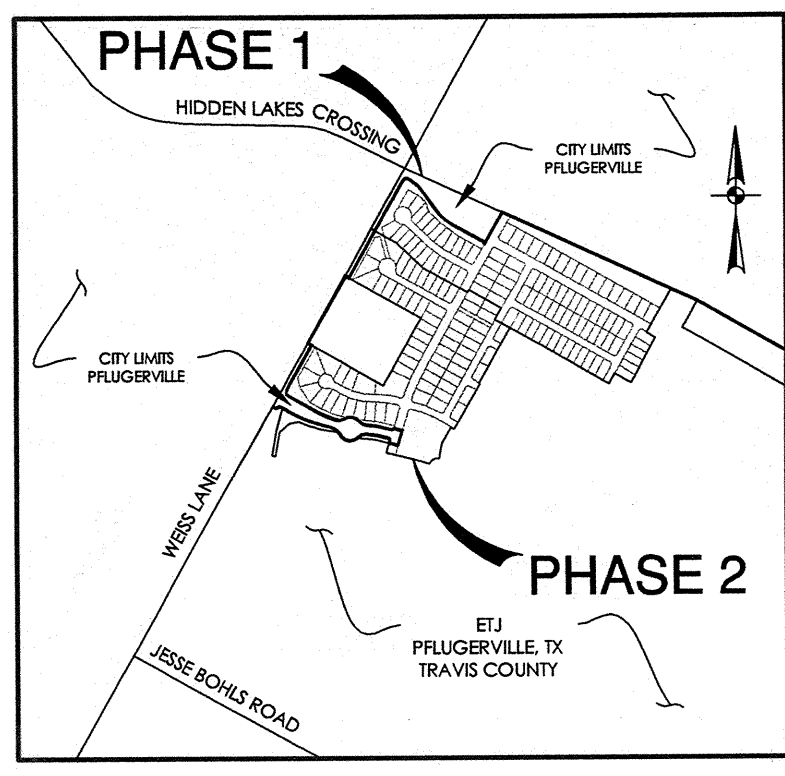 PHASE 1
HIDDEN LAKES CROSSING
CITY LIMITS
PFLUGERVILLE
CITY LIMITS
PFLUGERVILLE
WEISS LANE
PHASE 2
ETJ
PFLUGERVILLE, TX
TRAVIS COUNTY
JESSE BOHLS ROAD